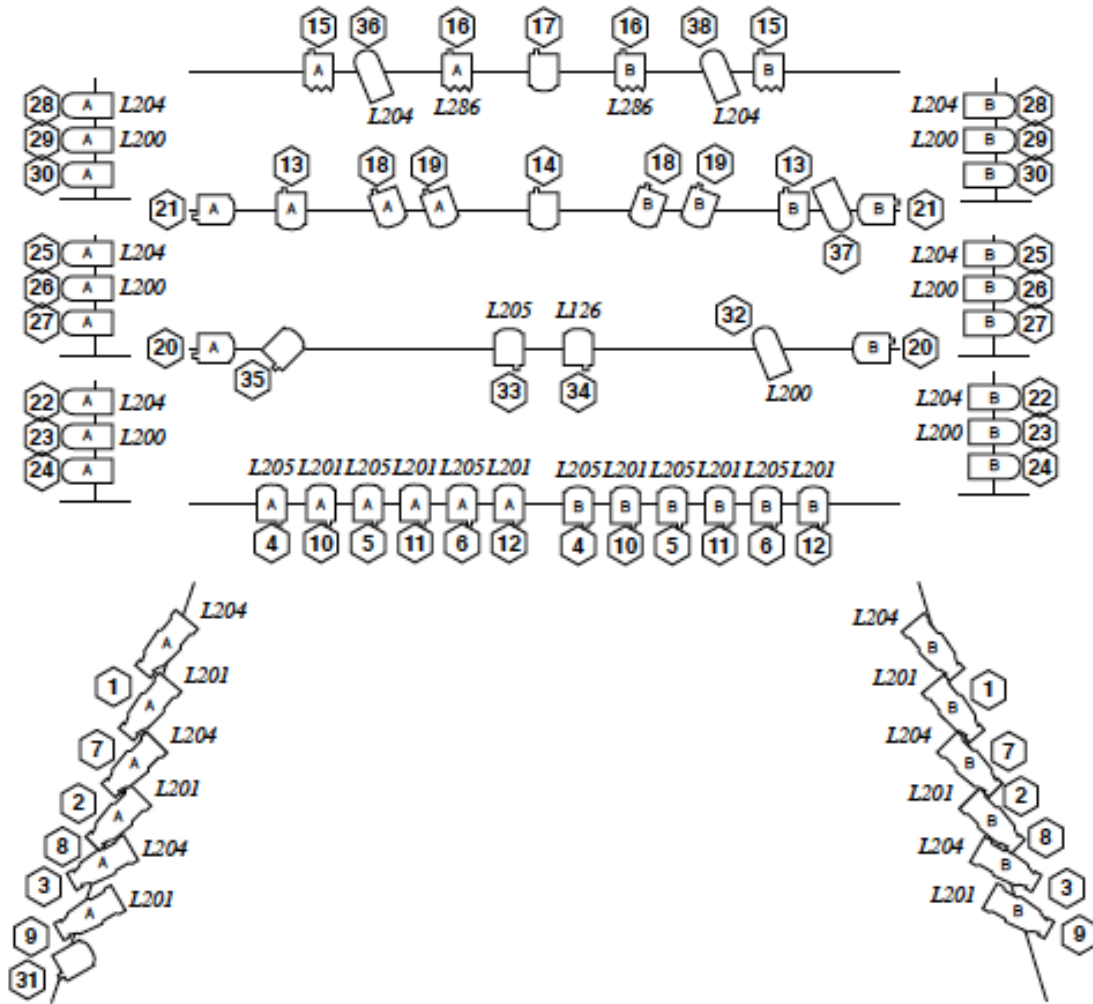 15 36 16 17 16 38 15
A A B B
L204 L286 L286 L204
28 A L204 L204 B 28
29 A L200 L200 B 29
30 A B 30
13 18 19 14 18 19 13
21 A A A A B B B B 21
37
25 A L204 L204 B 25
26 A L200 L200 B 26
27 A B 27
L205 L126 32
20 A B 20
35 33 34 L200
22 A L204 L204 B 22
23 A L200 L200 B 23
24 A B 24
L205 L201 L205 L201 L205 L201 L205 L201 L205 L201 L205 L201
A A A A A A B B B B B B
4 10 5 11 6 12 4 10 5 11 6 12
L204 L204
A B
1 L201 L201 1
A B
7 L204 L204 7
A B
2 L201 L201 2
A B
8 L204 L204 8
A B
3 L201 L201 3
A B
9 9
31